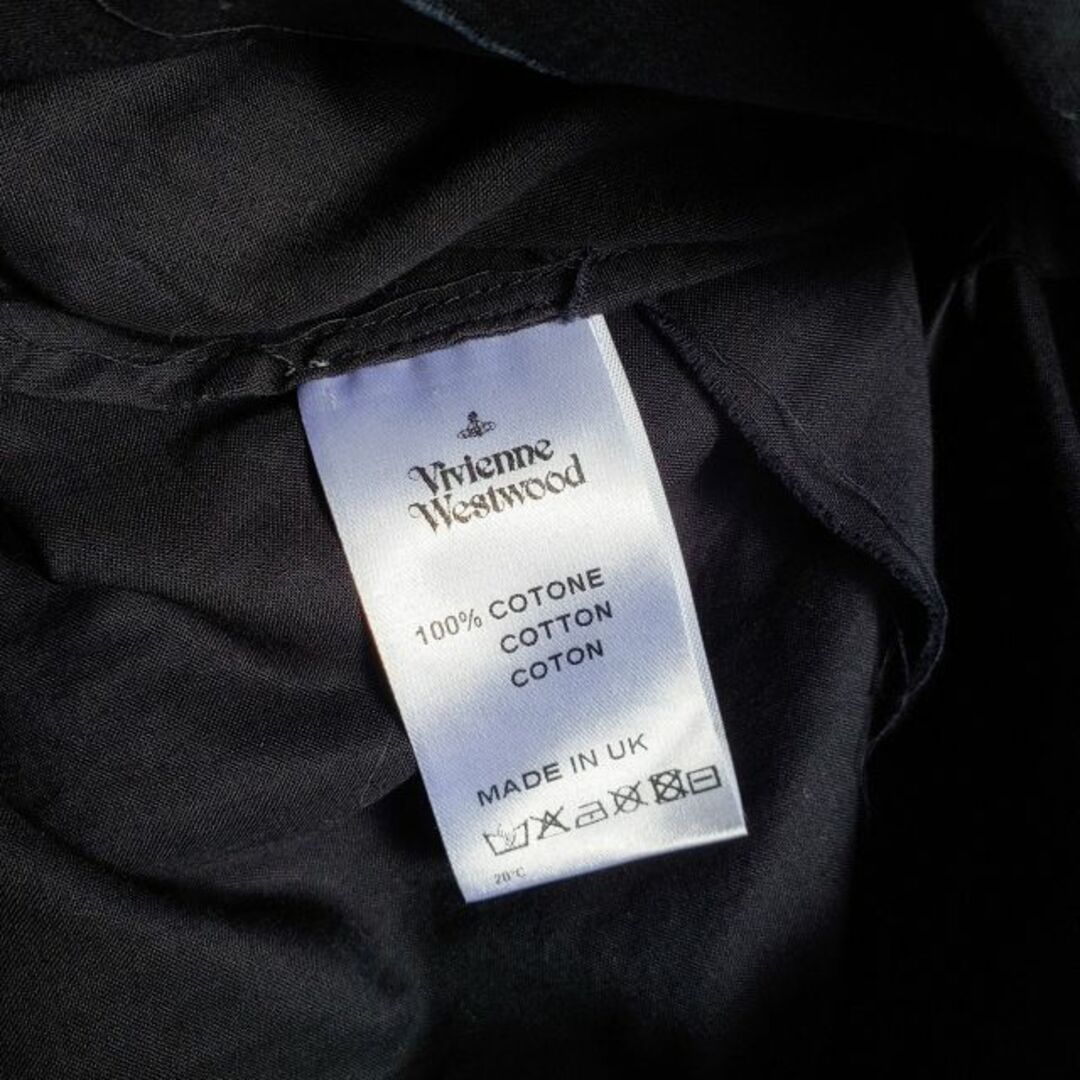 Vivienne
Westwood
100% COTONE
COTTON
COTON
MADE IN UK
20°C